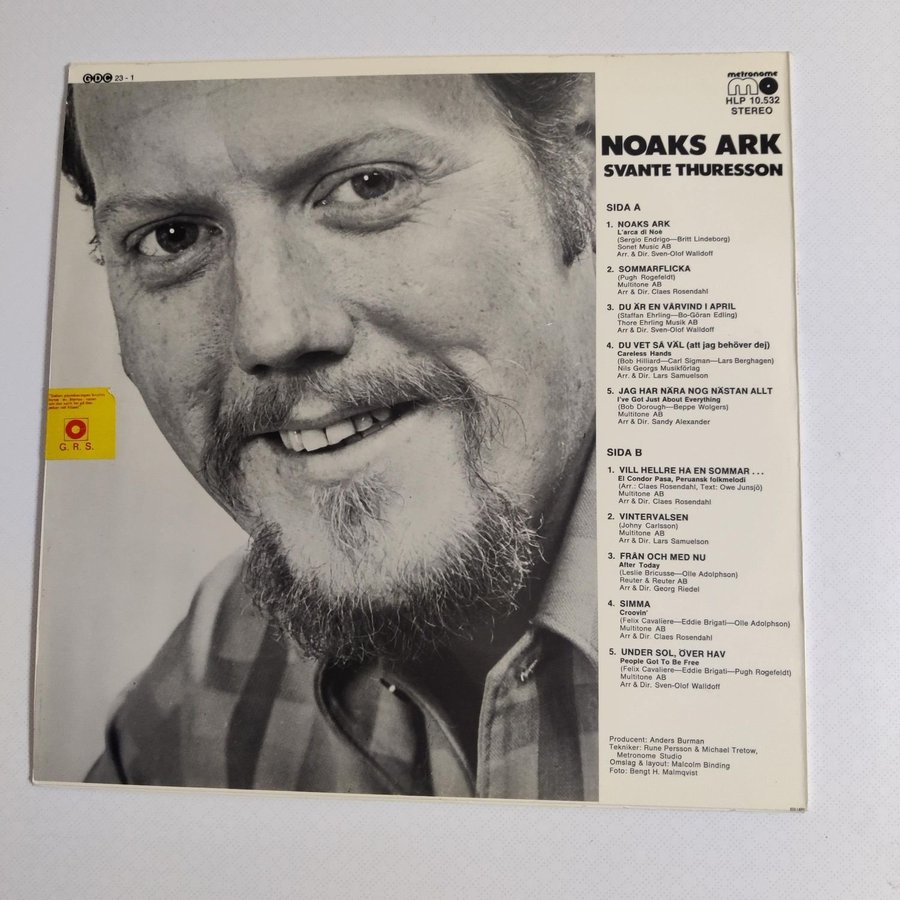 GDC 23 - 1
metronome
HLP 10.532
STEREO
NOAKS ARK
SVANTE THURESSON
SIDA A
1. NOAKS ARK
L'arca di Noè
(Sergio Endrigo—Britt Lindeborg)
Sonet Music AB
Arr. & Dir. Sven-Olof Walldoff
2. SOMMARFLICKA
(Pugh Rogefeldt)
Multitone AB
Arr & Dir. Claes Rosendahl
3. DU ÄR EN VÅRVIND I APRIL
(Staffan Ehrling—Bo-Göran Edling)
Thore Ehrling Musik AB
Arr & Dir. Sven-Olof Walldoff
4. DU VET SÅ VÄL (att jag behöver dej)
Careless Hands
(Bob Hilliard—Carl Sigman—Lars Berghagen)
Nils Georgs Musikförlag
Arr. & Dir. Lars Samuelson
5. JAG HAR NÄRA NOG NÄSTAN ALLT
I've Got Just About Everything
(Bob Dorough—Beppe Wolgers)
Multitone AB
Arr & Dir. Sandy Alexander
SIDA B
1. VILL HELLRE HA EN SOMMAR . . .
El Condor Pasa, Peruansk folkmelodi
(Arr.: Claes Rosendahl, Text: Owe Junsjö)
Multitone AB
Arr & Dir. Claes Rosendahl
2. VINTERVALSEN
(Johny Carlsson)
Multitone AB
Arr & Dir. Lars Samuelson
3. FRÅN OCH MED NU
After Today
(Leslie Bricusse—Olle Adolphson)
Reuter & Reuter AB
Arr & Dir. Georg Riedel
4. SIMMA
Croovin'
(Felix Cavaliere—Eddie Brigati—Olle Adolphson)
Multitone AB
Arr & Dir. Claes Rosendahl
5. UNDER SOL, ÖVER HAV
People Got To Be Free
(Felix Cavaliere—Eddie Brigati—Pugh Rogefeldt)
Multitone AB
Arr & Dir. Sven-Olof Walldoff
Producent: Anders Burman
Tekniker: Rune Persson & Michael Tretow,
Metronome Studio
Omslag & layout: Malcolm Binding
Foto: Bengt H. Malmqvist
G. R. S.